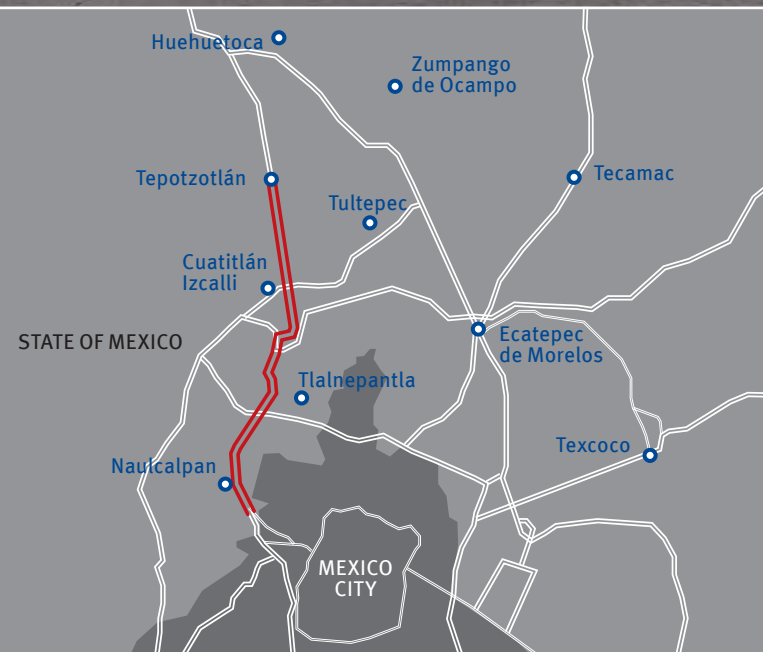 Huehuetoca
Zumpango
de Ocampo
Tepotzotlán
Tecamac
Tultepec
Cuatitlán
Izcalli
STATE OF MEXICO
Ecatepec
de Morelos
Tlalnepantla
Texcoco
Naulcalpan
MEXICO
CITY